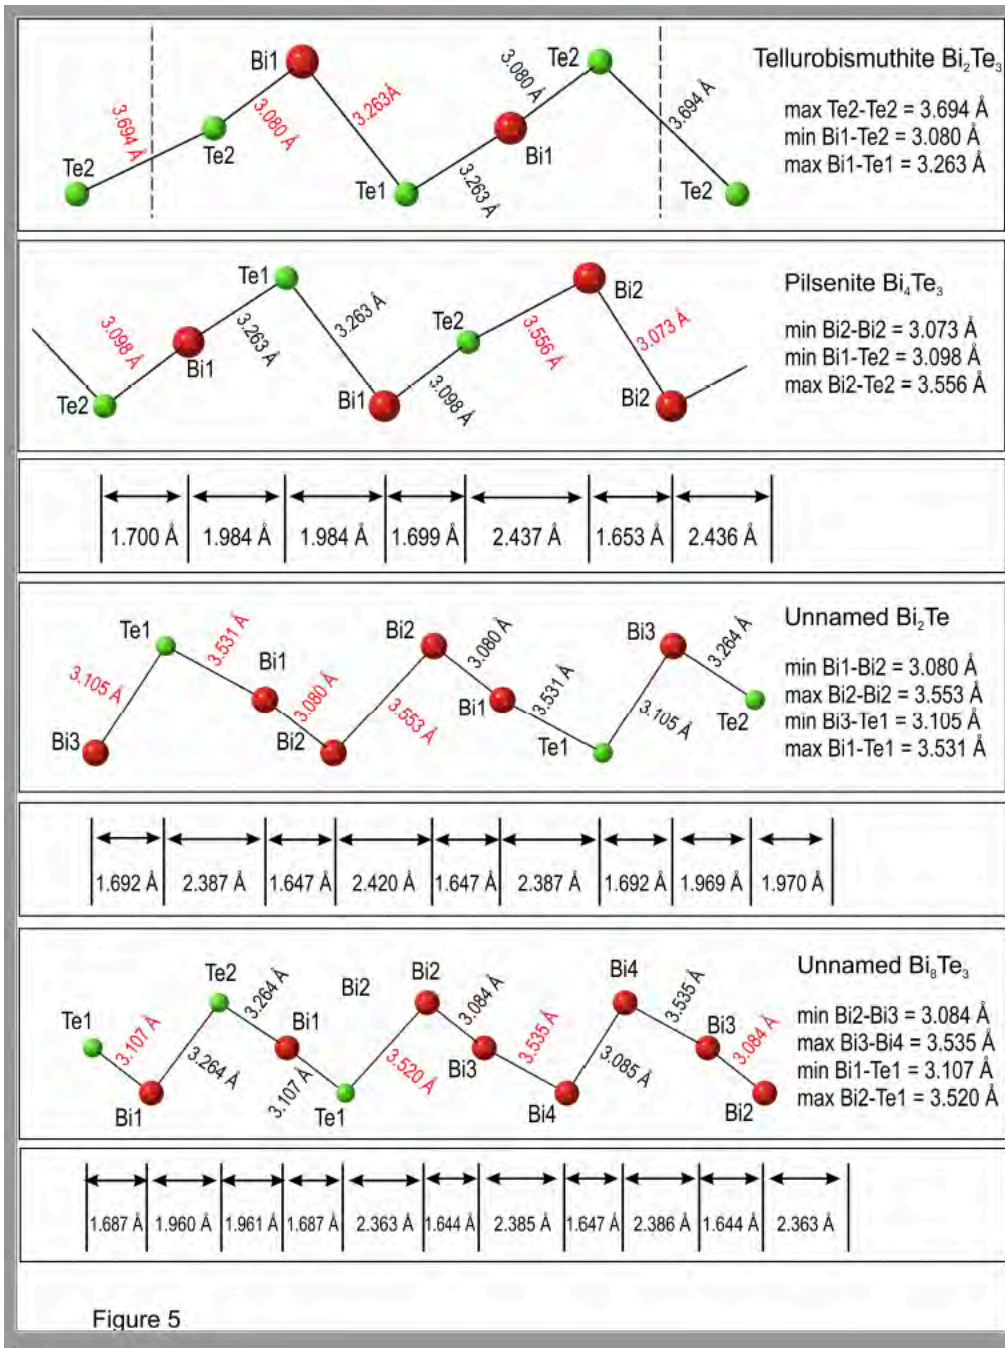 Tellurobismuthite Bi₂Te₃
max Te2-Te2 = 3.694 Å
min Bi1-Te2 = 3.080 Å
max Bi1-Te1 = 3.263 Å
Te2
3.694 Å
Te2
3.080 Å
Bi1
3.263Å
Te1
3.263 Å
Bi1
3.080 Å
Te2
3.694 Å
Te2
Pilsenite Bi₄Te₃
min Bi2-Bi2 = 3.073 Å
min Bi1-Te2 = 3.098 Å
max Bi2-Te2 = 3.556 Å
Te2
3.098 Å
Bi1
3.263 Å
Te1
3.263 Å
Bi1
3.098 Å
Te2
3.556 Å
Bi2
3.073 Å
Bi2
1.700 Å 1.984 Å 1.984 Å 1.699 Å 2.437 Å 1.653 Å 2.436 Å
Unnamed Bi₂Te
min Bi1-Bi2 = 3.080 Å
max Bi2-Bi2 = 3.553 Å
min Bi3-Te1 = 3.105 Å
max Bi1-Te1 = 3.531 Å
Bi3
3.105 Å
Te1
3.531 Å
Bi1
3.080 Å
Bi2
3.553 Å
Bi2
3.080 Å
Bi1
3.531 Å
Te1
3.105 Å
Bi3
3.264 Å
Te2
1.692 Å 2.387 Å 1.647 Å 2.420 Å 1.647 Å 2.387 Å 1.692 Å 1.969 Å 1.970 Å
Unnamed Bi₈Te₃
min Bi2-Bi3 = 3.084 Å
max Bi3-Bi4 = 3.535 Å
min Bi1-Te1 = 3.107 Å
max Bi2-Te1 = 3.520 Å
Te1
3.107 Å
Bi1
3.264 Å
Te2
3.264 Å
Bi1
3.107 Å
Te1
Bi2
3.520 Å
Bi2
3.084 Å
Bi3
3.535 Å
Bi4
3.085 Å
Bi4
3.535 Å
Bi3
3.084 Å
Bi2
1.687 Å 1.960 Å 1.961 Å 1.687 Å 2.363 Å 1.644 Å 2.385 Å 1.647 Å 2.386 Å 1.644 Å 2.363 Å
Figure 5